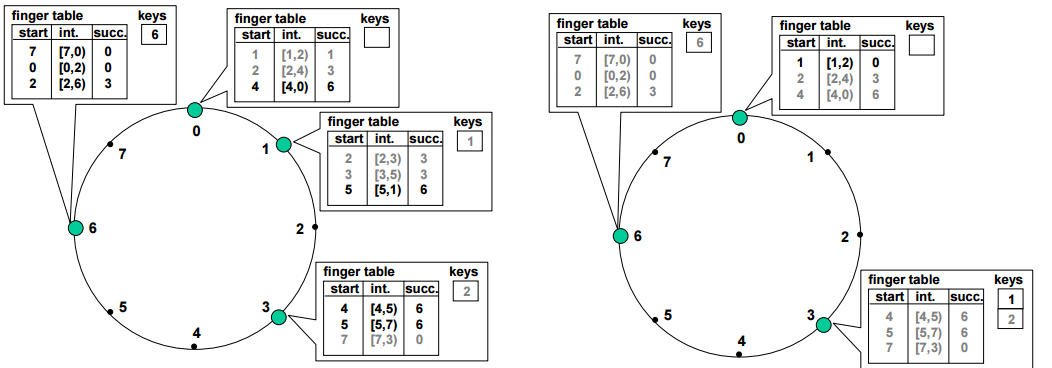 finger table keys
start int. succ. 6
7 [7,0) 0
0 [0,2) 0
2 [2,6) 3
finger table keys
start int. succ.
1 [1,2) 1
2 [2,4) 3
4 [4,0) 6
finger table keys
start int. succ. 1
2 [2,3) 3
3 [3,5) 3
5 [5,1) 6
finger table keys
start int. succ. 2
4 [4,5) 6
5 [5,7) 6
7 [7,3) 0
0
1
2
3
4
5
6
7
finger table keys
start int. succ. 6
7 [7,0) 0
0 [0,2) 0
2 [2,6) 3
finger table keys
start int. succ.
1 [1,2) 0
2 [2,4) 3
4 [4,0) 6
finger table keys
start int. succ. 1
4 [4,5) 6 2
5 [5,7) 6
7 [7,3) 0
0
1
2
3
4
5
6
7